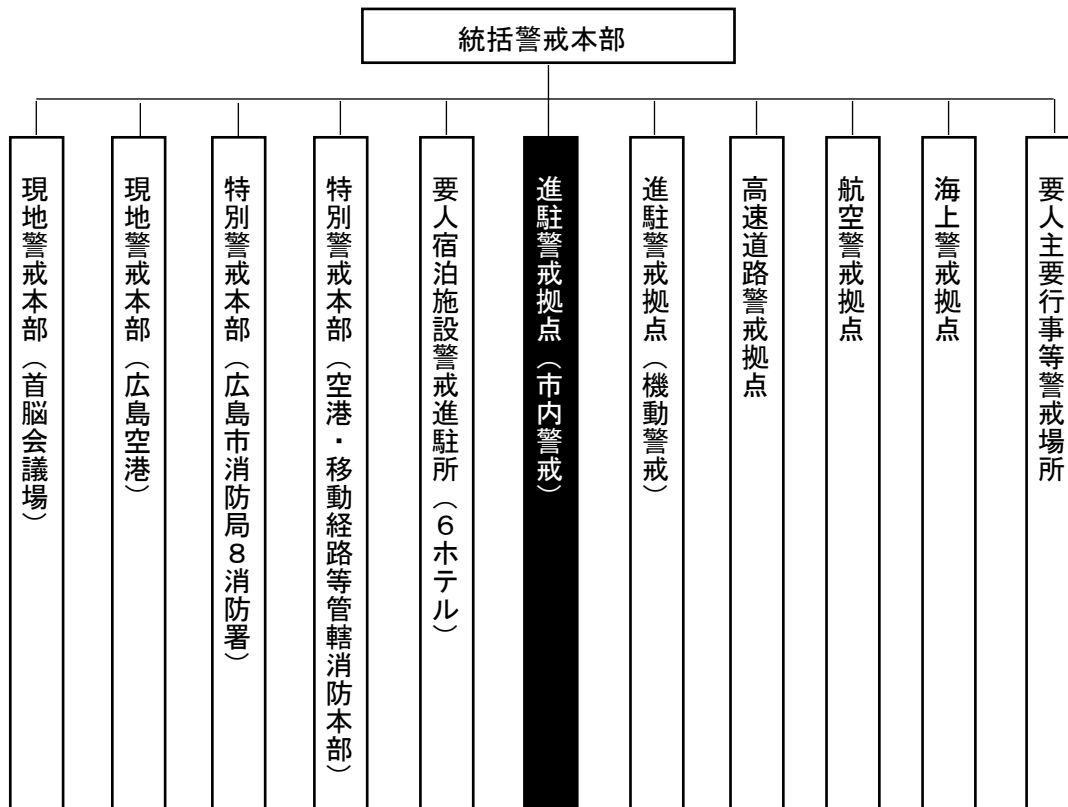 統括警戒本部
現地警戒本部（首脳会議場）
現地警戒本部（広島空港）
特別警戒本部（広島市消防局８消防署）
特別警戒本部（空港・移動経路等管轄消防本部）
要人宿泊施設警戒進駐所（６ホテル）
進駐警戒拠点（市内警戒）
進駐警戒拠点（機動警戒）
高速道路警戒拠点
航空警戒拠点
海上警戒拠点
要人主要行事等警戒場所